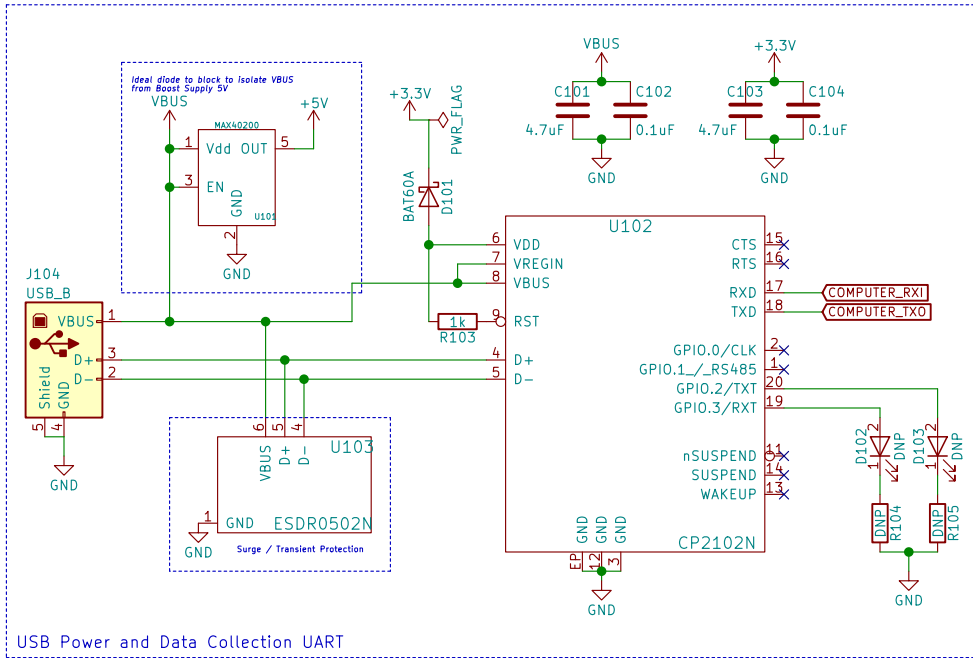 Ideal diode to block to isolate VBUS
from Boost Supply 5V
VBUS
+5V
MAX40200
1
Vdd OUT
5
3
EN
GND
U101
2
GND
+3.3V
PWR_FLAG
BAT60A
D101
VBUS
C101
C102
4.7uF
0.1uF
GND
+3.3V
C103
C104
4.7uF
0.1uF
GND
J104
USB_B
VBUS
1
D+
3
D-
2
Shield
GND
5
4
GND
1k
R103
U102
6
VDD
7
VREGIN
8
VBUS
9
RST
4
D+
5
D-
CTS
15
RTS
16
RXD
17
COMPUTER_RXI
TXD
18
COMPUTER_TXO
GPIO.0/CLK
2
GPIO.1_/_RS485
1
GPIO.2/TXT
20
GPIO.3/RXT
19
nSUSPEND
11
SUSPEND
14
WAKEUP
13
GND
GND
GND
CP2102N
EP
12
3
GND
D102
2
1
DNP
D103
2
1
DNP
DNP
R104
DNP
R105
GND
6
5
4
U103
VBUS
D+
D-
1
GND
ESDR0502N
GND
Surge / Transient Protection
USB Power and Data Collection UART